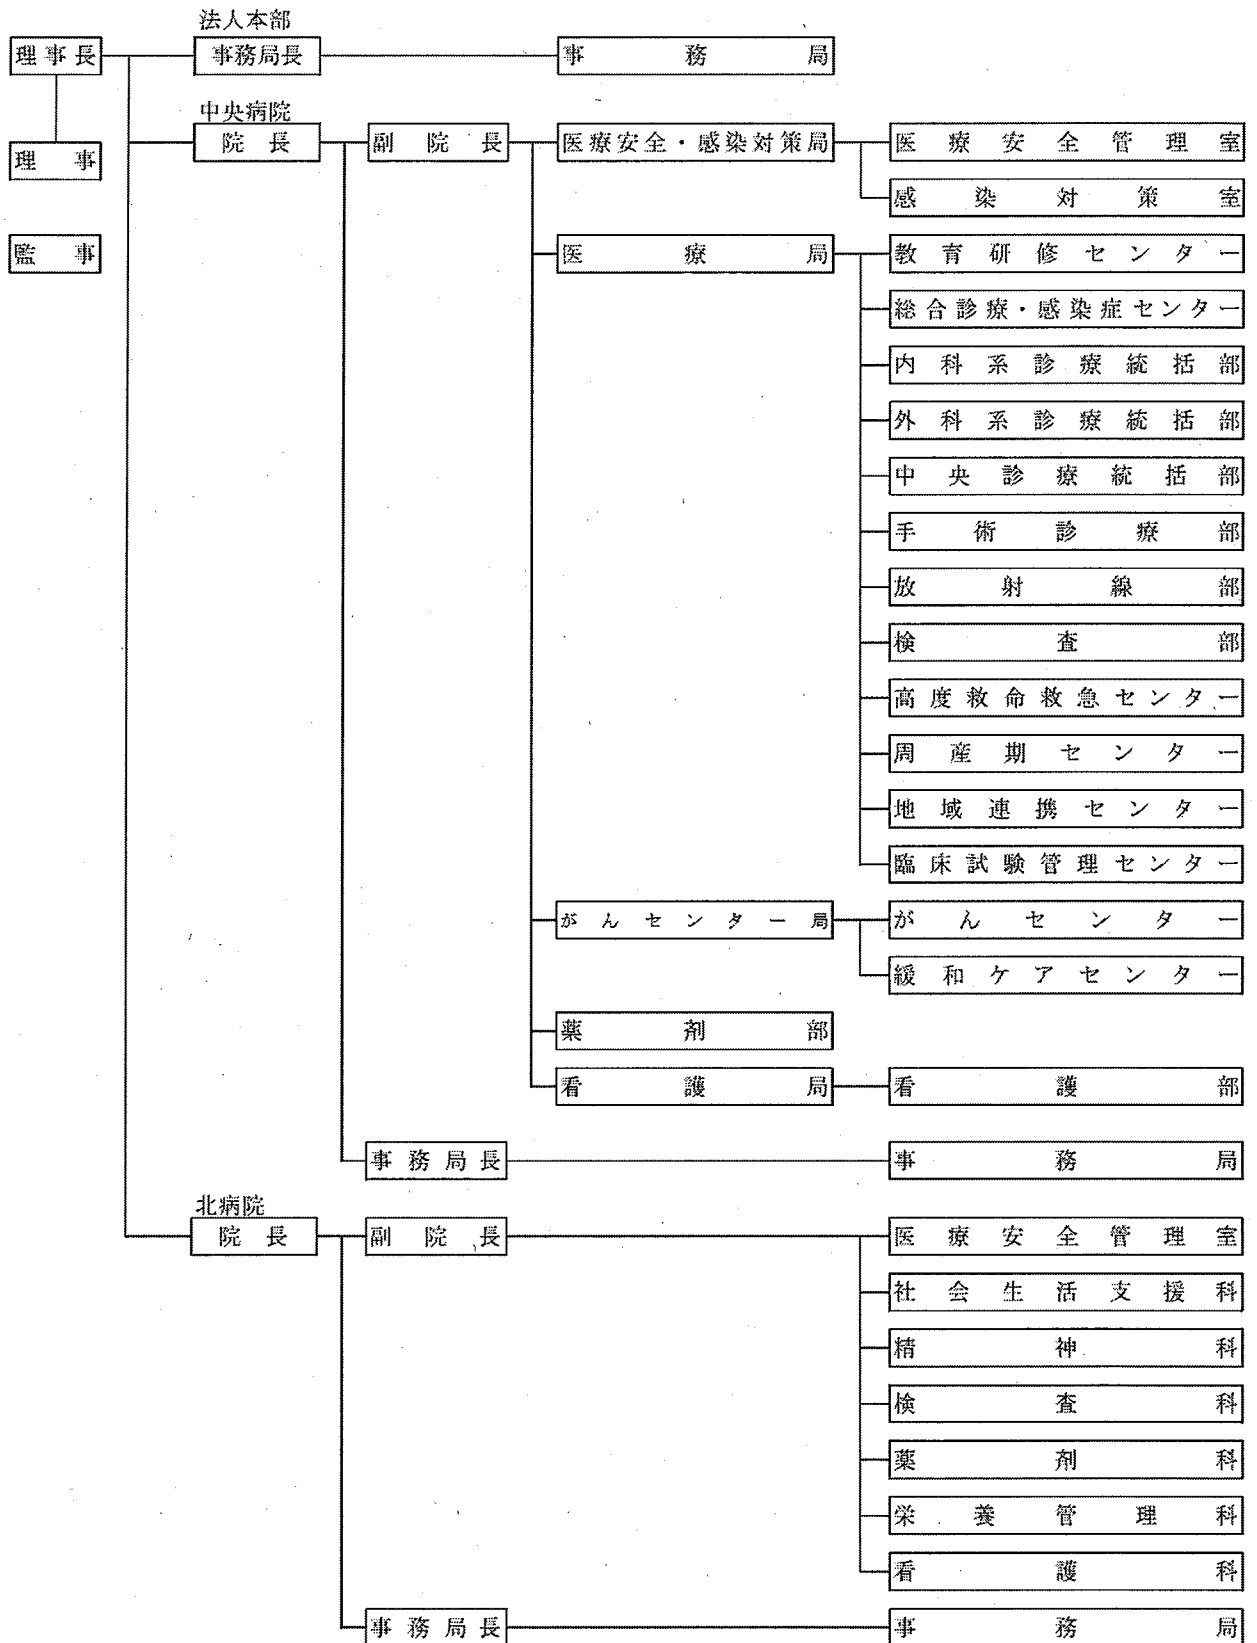 法人本部
理事長 事務局長 事務局
中央病院
院長 副院長 医療安全・感染対策局 医療安全管理室
理事
感染対策室
監事 医療局 教育研修センター
総合診療・感染症センター
内科系診療統括部
外科系診療統括部
中央診療統括部
手術診療部
放射線部
検査部
高度救命救急センター
周産期センター
地域連携センター
臨床試験管理センター
がんセンター局 がんセンター
緩和ケアセンター
薬剤部
看護局 看護部
事務局長 事務局
北病院
院長 副院長 医療安全管理室
社会生活支援科
精神科
検査科
薬剤科
栄養管理科
看護科
事務局長 事務局